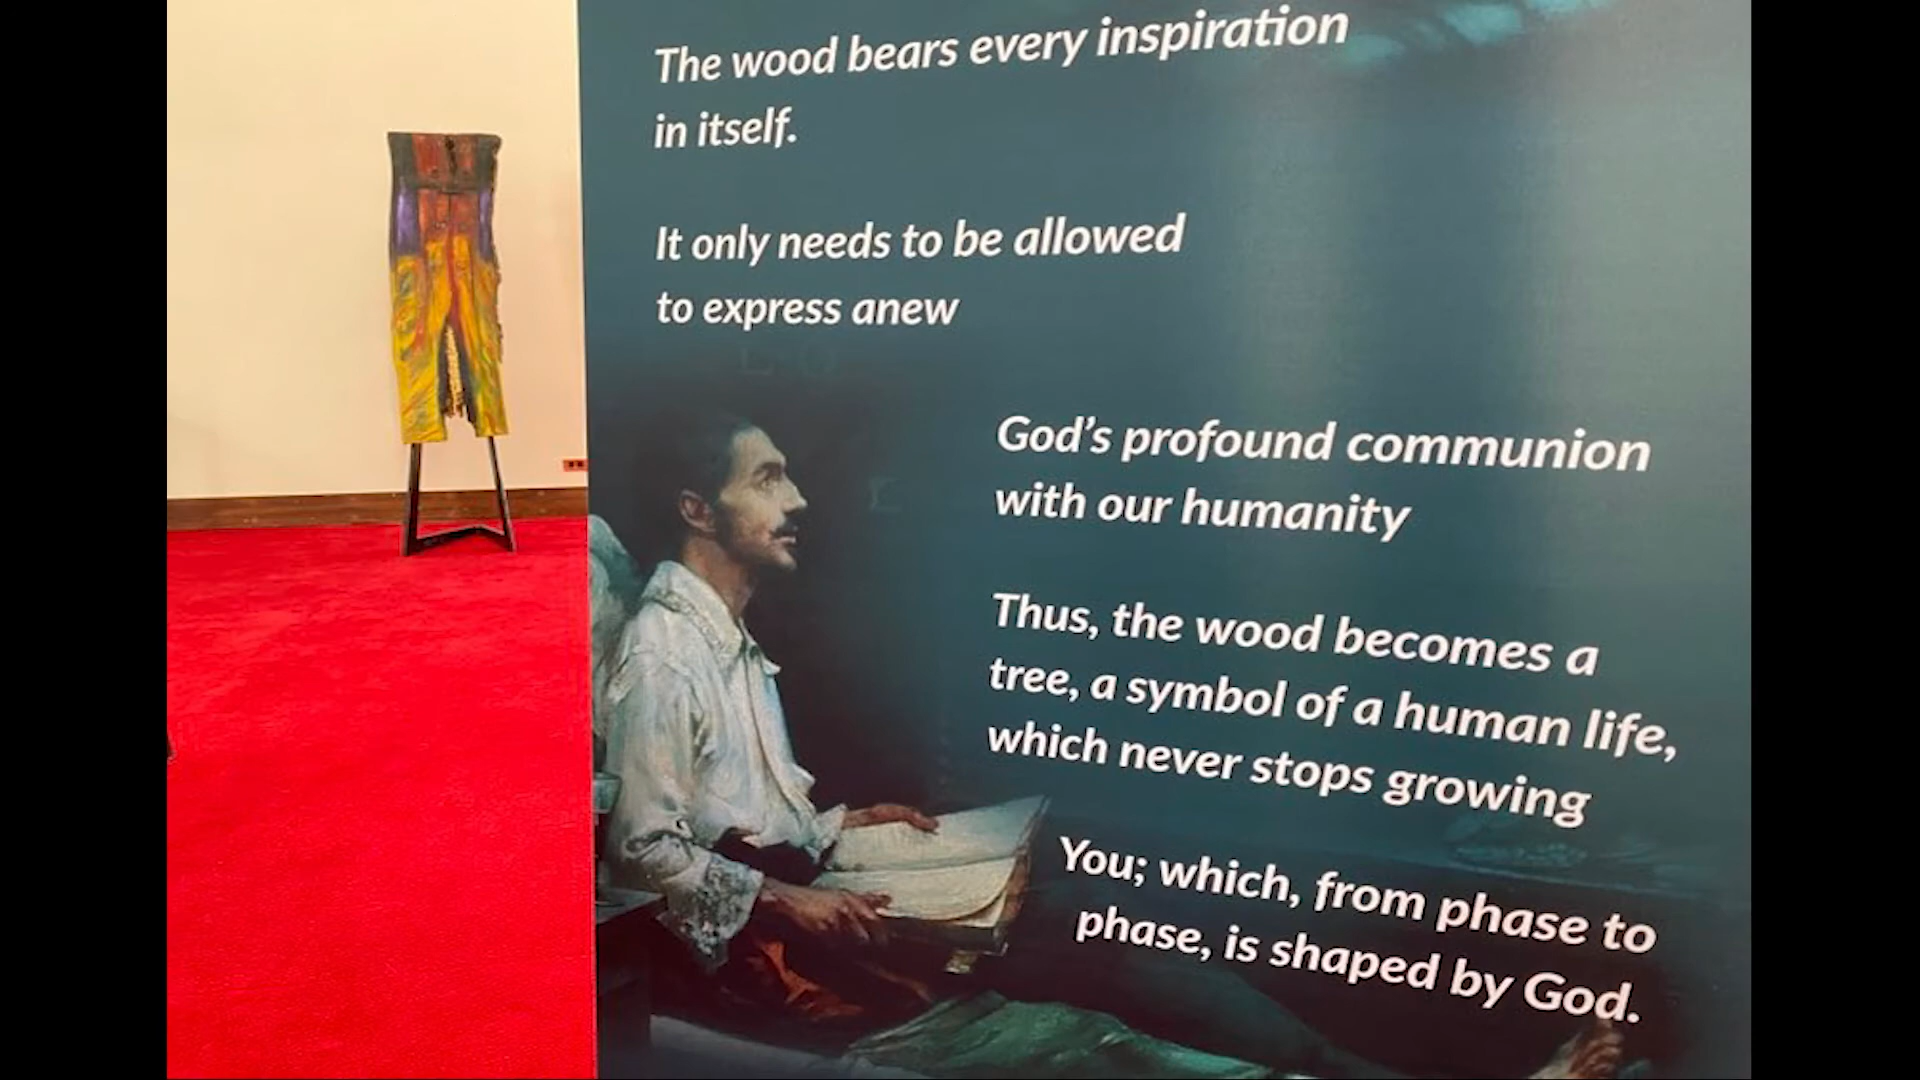 The wood bears every inspiration
in itself.
It only needs to be allowed
to express anew
God's profound communion
with our humanity
Thus, the wood becomes a
tree, a symbol of a human life,
which never stops growing
You; which, from phase to
phase, is shaped by God.